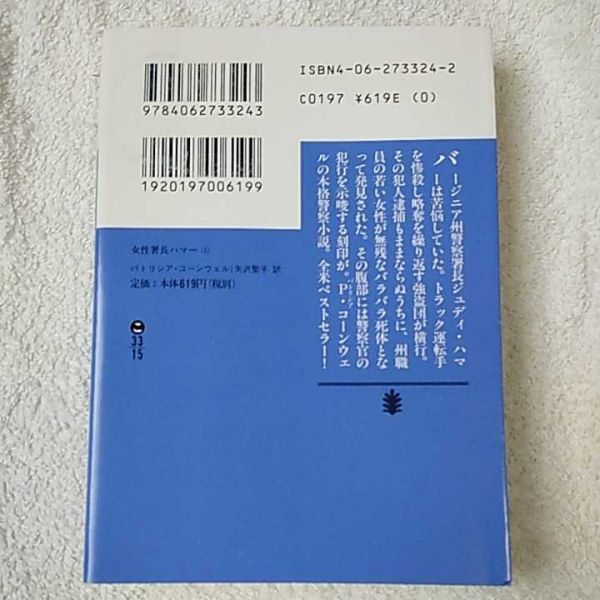 ISBN4-06-273324-2
C0197 ¥619E (0)
9784062733243
1920197006199
バージニア州警察署長ジュディ・ハマ
ーは苦悩していた。トラック運転手
を惨殺し略奪を繰り返す強盗団が横行。
その犯人逮捕もままならぬうちに、州職
員の若い女性が無残なバラバラ死体とな
って発見された。その腹部には警察官の
犯行を示唆する刻印が。P・コーンウェ
ルの本格警察小説。全米ベストセラー!
女性署長ハマー(上)
パトリシア・コーンウェル|矢沢聖子 訳
定価:本体619円(税別)
33
15